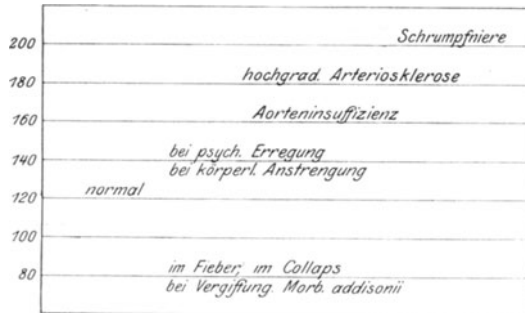 200
Schrumpfniere
hochgrad. Arteriosklerose
180
Aorteninsuffizienz
160
bei psych. Erregung
140
bei körperl. Anstrengung
normal
120
100
im Fieber, im Collaps
80
bei Vergiftung. Morb. addisonii